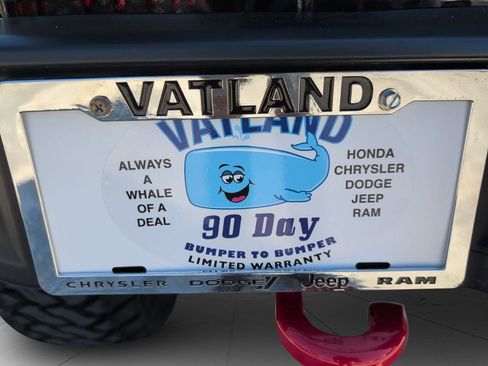 VATLAND
VATLAND
ALWAYS
A
WHALE
OF A
DEAL
HONDA
CHRYSLER
DODGE
JEEP
RAM
90 Day
BUMPER TO BUMPER
LIMITED WARRANTY
CHRYSLER DODGE Jeep RAM